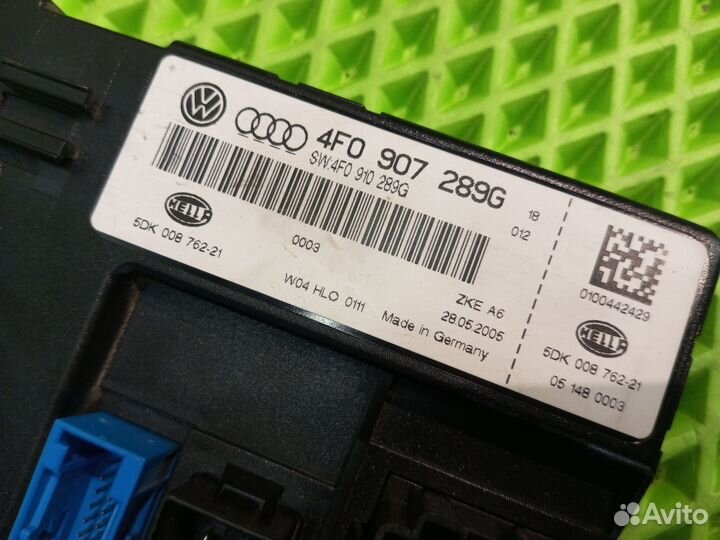 4F0 907 289G
SW:4F0 910 289G
18
012
HELLA
5DK 008 762-21
0003
W04 HLO 0111
ZKE A6
28.05.2005
Made in Germany
0100442429
HELLA
5DK 008 762-21
05 148 0003
Avito